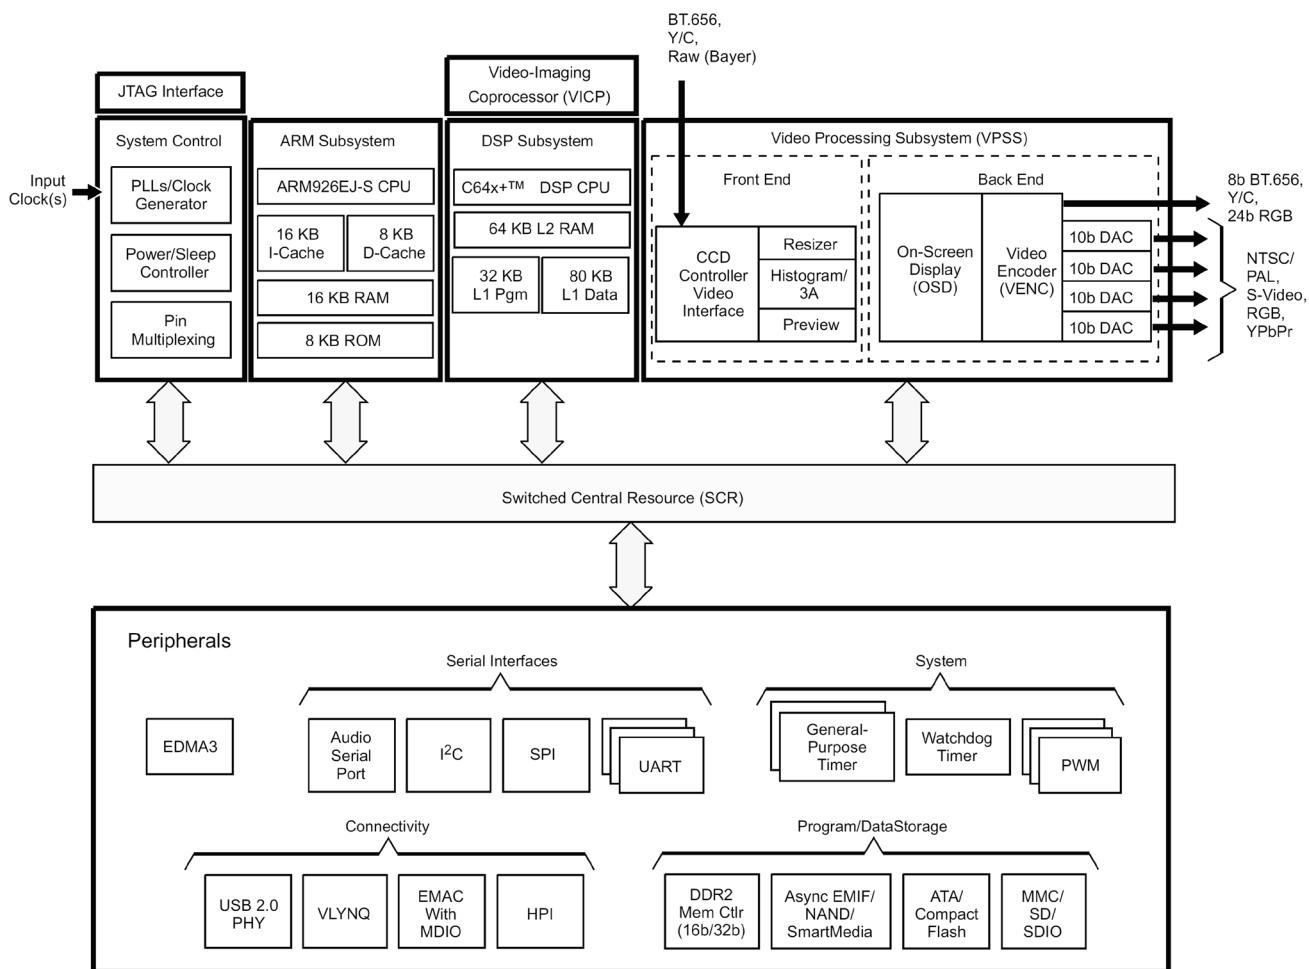 BT.656,
Y/C,
Raw (Bayer)
JTAG Interface
Video-Imaging
Coprocessor (VICP)
System Control
ARM Subsystem
DSP Subsystem
Video Processing Subsystem (VPSS)
Input
Clock(s)
PLLs/Clock
Generator
Power/Sleep
Controller
Pin
Multiplexing
ARM926EJ-S CPU
16 KB
I-Cache
8 KB
D-Cache
16 KB RAM
8 KB ROM
C64x+™ DSP CPU
64 KB L2 RAM
32 KB
L1 Pgm
80 KB
L1 Data
Front End
CCD
Controller
Video
Interface
Resizer
Histogram/
3A
Preview
Back End
On-Screen
Display
(OSD)
Video
Encoder
(VENC)
10b DAC
10b DAC
10b DAC
10b DAC
8b BT.656,
Y/C,
24b RGB
NTSC/
PAL,
S-Video,
RGB,
YPbPr
Switched Central Resource (SCR)
Peripherals
EDMA3
Serial Interfaces
Audio
Serial
Port
I²C
SPI
UART
System
General-
Purpose
Timer
Watchdog
Timer
PWM
Connectivity
USB 2.0
PHY
VLYNQ
EMAC
With
MDIO
HPI
Program/DataStorage
DDR2
Mem Ctlr
(16b/32b)
Async EMIF/
NAND/
SmartMedia
ATA/
Compact
Flash
MMC/
SD/
SDIO